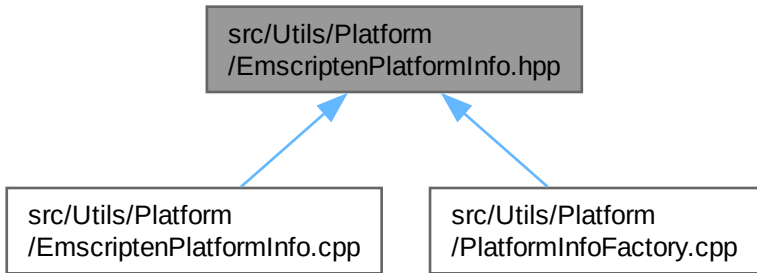 src/Utils/Platform
/EmscriptenPlatformInfo.hpp
src/Utils/Platform
/EmscriptenPlatformInfo.cpp
src/Utils/Platform
/PlatformInfoFactory.cpp